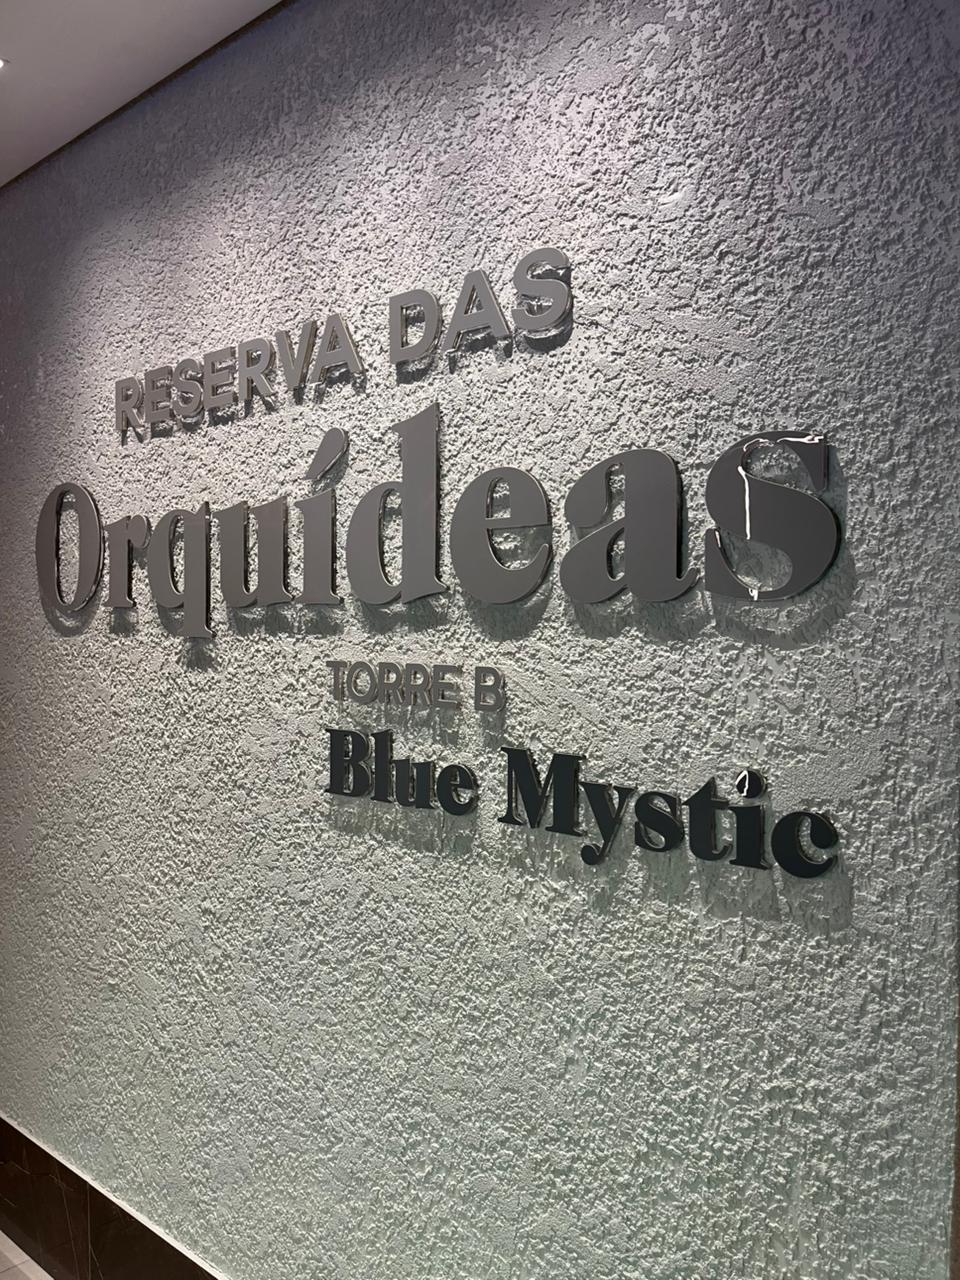 RESERVA DAS
Orquídeas
TORRE B
Blue Mystic